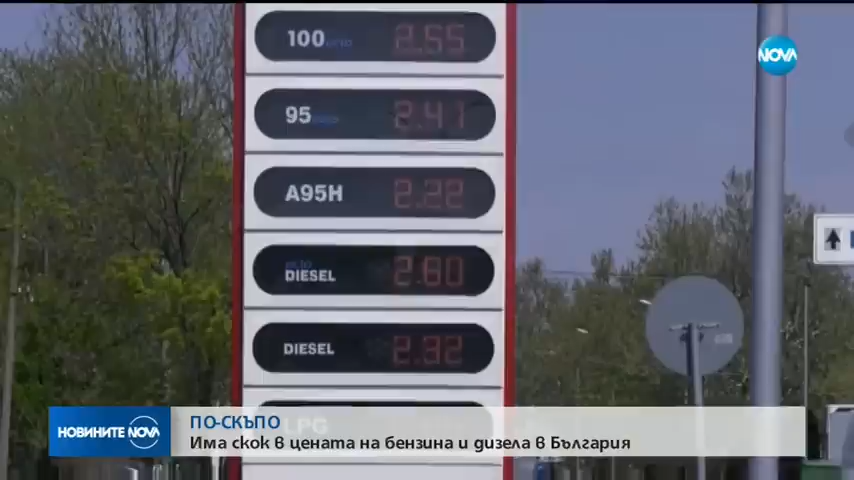 100 2.55
NOVA
95 2.41
A95H 2.22
DIESEL 2.60
DIESEL 2.32
LPG
НОВИНИТЕ NOVA
ПО-СКЪПО
Има скок в цената на бензина и дизела в България